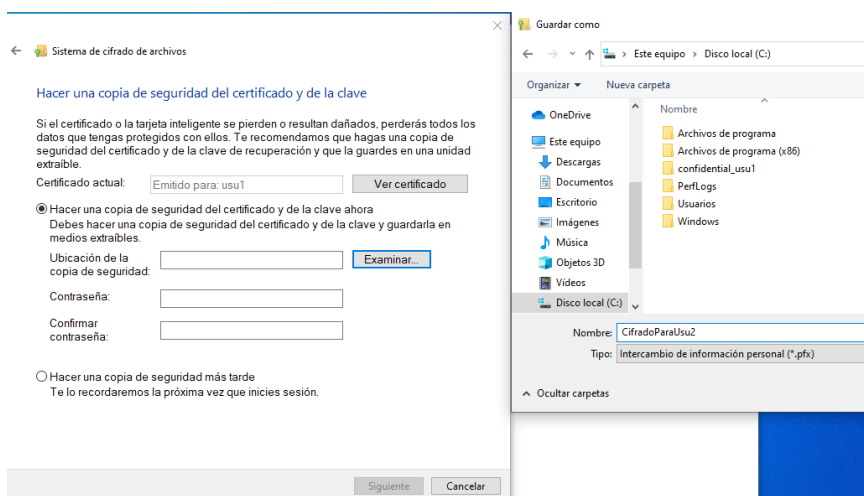 Sistema de cifrado de archivos
Hacer una copia de seguridad del certificado y de la clave
Si el certificado o la tarjeta inteligente se pierden o resultan dañados, perderás todos los
datos que tengas protegidos con ellos. Te recomendamos que hagas una copia de
seguridad del certificado y de la clave de recuperación y que la guardes en una unidad
extraíble.
Certificado actual: Emitido para: usu1 Ver certificado
Hacer una copia de seguridad del certificado y de la clave ahora
Debes hacer una copia de seguridad del certificado y de la clave y guardarla en
medios extraíbles.
Ubicación de la
copia de seguridad: Examinar...
Contraseña:
Confirmar
contraseña:
Hacer una copia de seguridad más tarde
Te lo recordaremos la próxima vez que inicies sesión.
Siguiente Cancelar
Guardar como
Este equipo > Disco local (C:)
Organizar Nueva carpeta
OneDrive
Este equipo
Descargas
Documentos
Escritorio
Imágenes
Música
Objetos 3D
Vídeos
Disco local (C:)
Nombre
Archivos de programa
Archivos de programa (x86)
confidential_usu1
PerfLogs
Usuarios
Windows
Nombre: CifradoParaUsu2
Tipo: Intercambio de información personal (*.pfx)
Ocultar carpetas